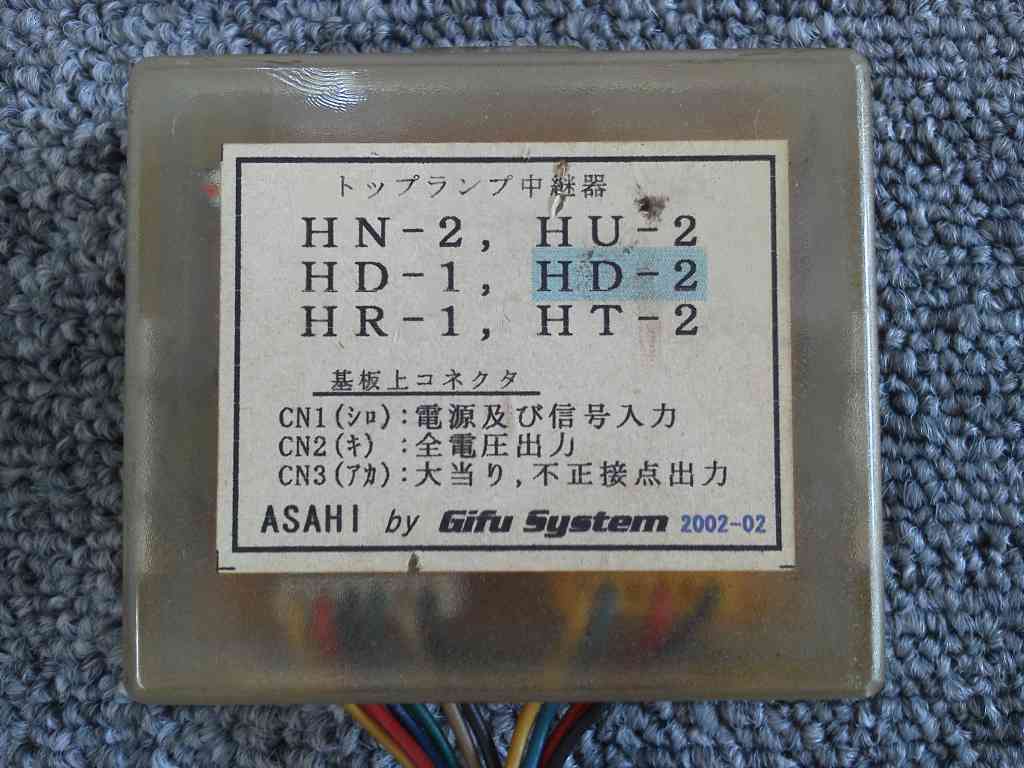 トップランプ中継器
HN-2, HU-2
HD-1, HD-2
HR-1, HT-2
基板上コネクタ
CN1(ｼﾛ):電源及び信号入力
CN2(ｷ) :全電圧出力
CN3(ｱｶ):大当り,不正接点出力
ASAHI by Gifu System 2002-02